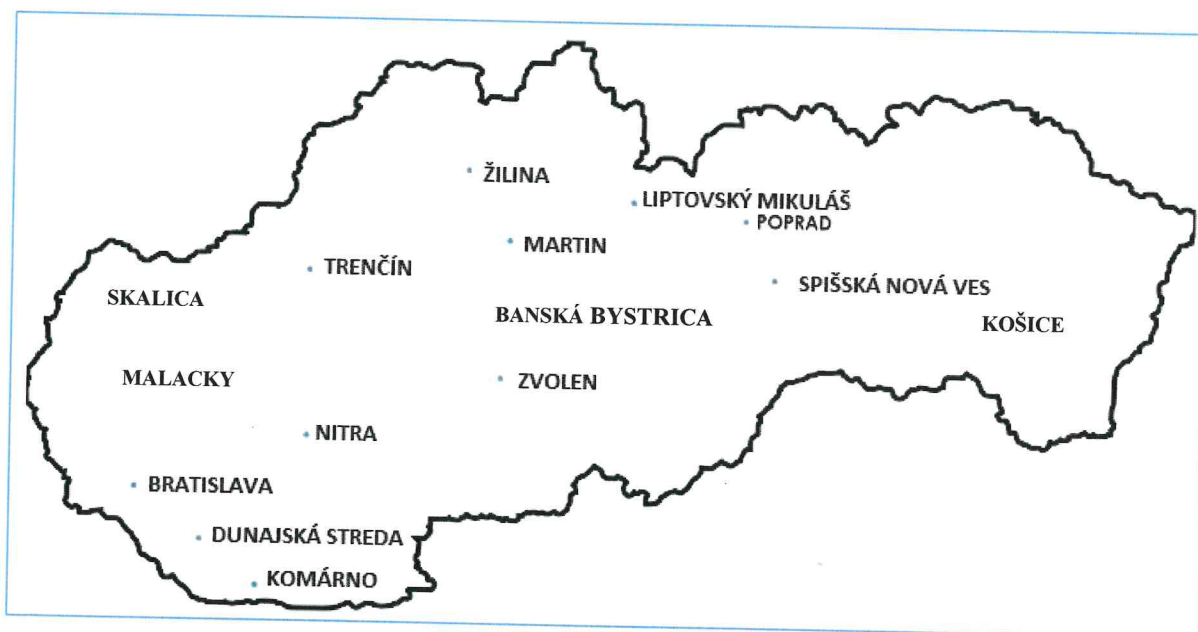 ŽILINA
LIPTOVSKÝ MIKULÁŠ
POPRAD
MARTIN
TRENČÍN
SPIŠSKÁ NOVÁ VES
SKALICA
BANSKÁ BYSTRICA
KOŠICE
MALACKY
ZVOLEN
NITRA
BRATISLAVA
DUNAJSKÁ STREDA
KOMÁRNO